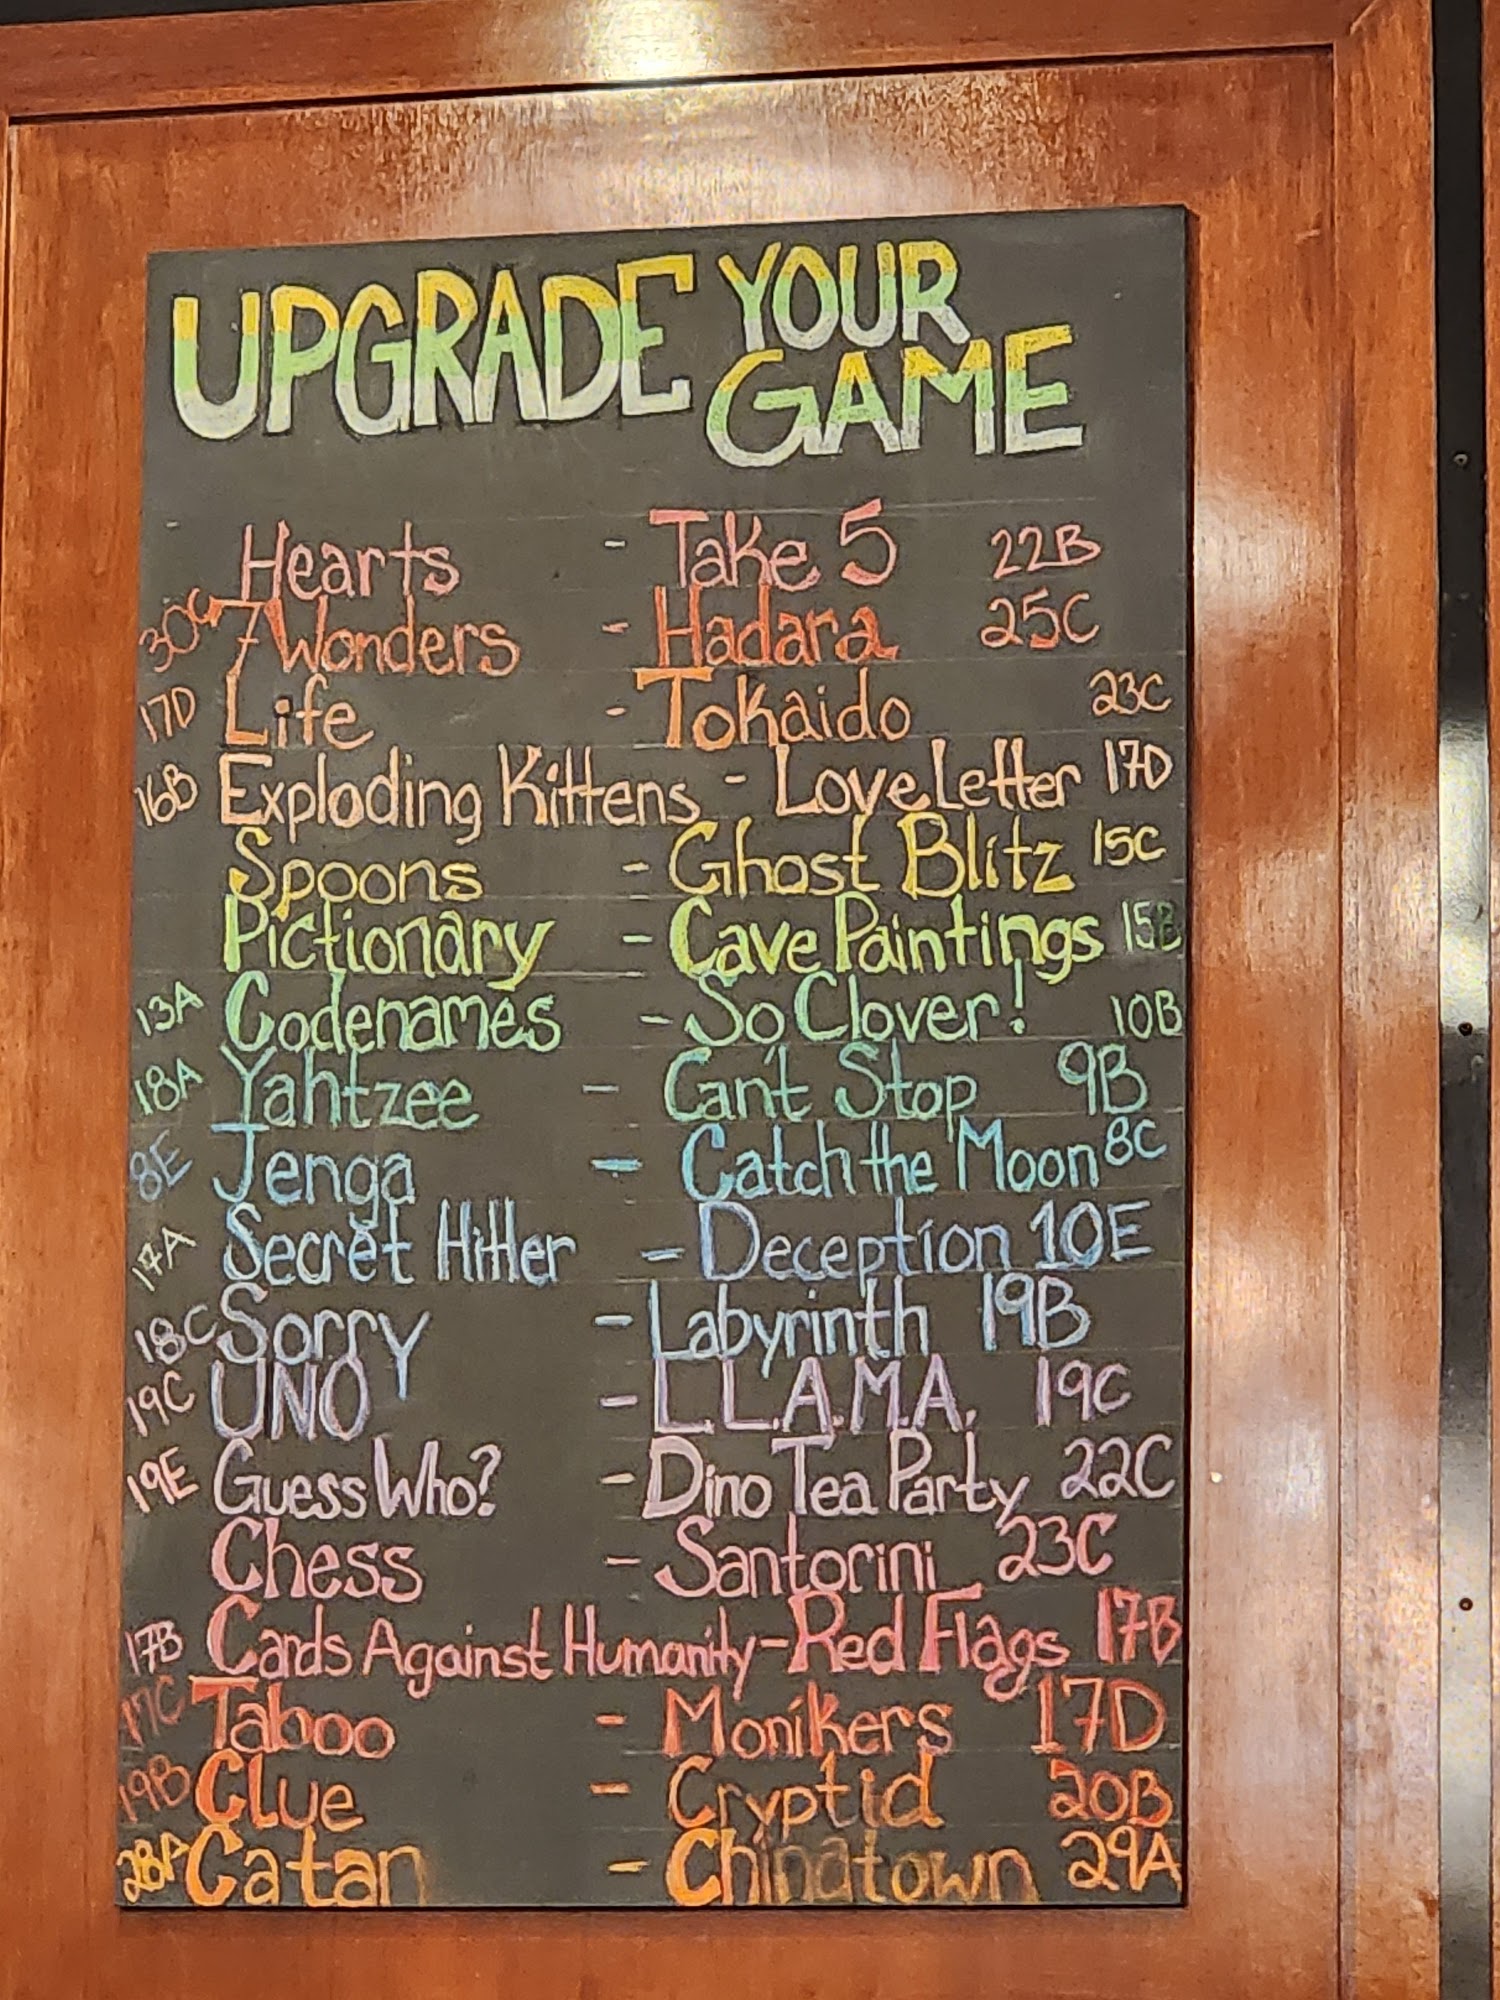 UPGRADE YOUR
GAME
Hearts - Take 5 22B
30C 7 Wonders - Hadara 25C
17D Life - Tokaido 23C
16B Exploding Kittens - Love Letter 17D
Spoons - Ghost Blitz 15C
Pictionary - Cave Paintings 15B
13A Codenames - So Clover! 10B
18A Yahtzee - Can't Stop 9B
8E Jenga - Catch the Moon 8C
17A Secret Hitler - Deception 10E
18C Sorry - Labyrinth 19B
19C UNO - L.L.A.M.A. 19C
19E Guess Who? - Dino Tea Party 22C
Chess - Santorini 23C
17B Cards Against Humanity - Red Flags 17B
17C Taboo - Monikers 17D
19B Clue - Cryptid 20B
28A Catan - Chinatown 29A